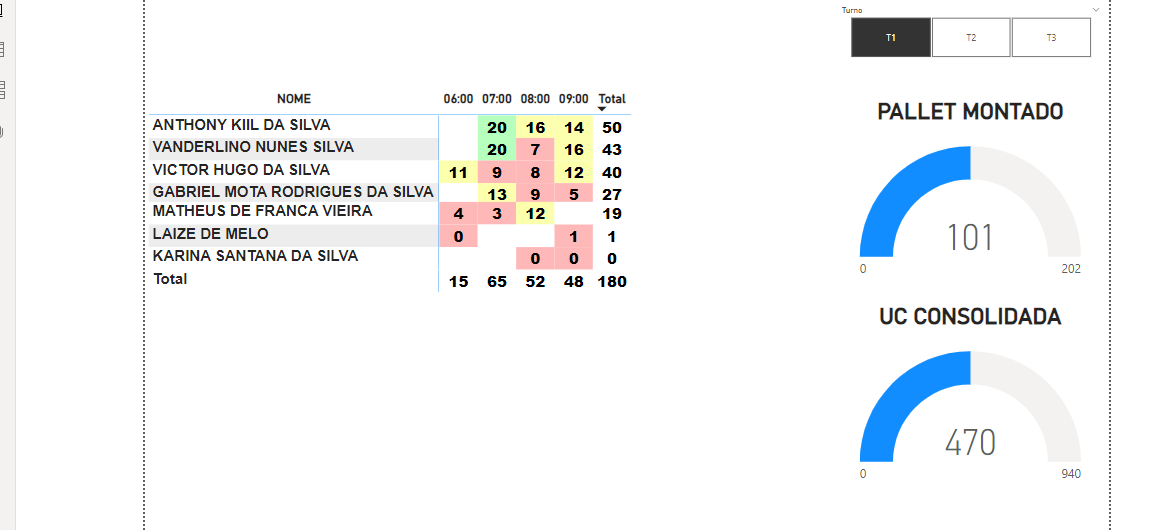 Turno
T1 T2 T3
NOME 06:00 07:00 08:00 09:00 Total
ANTHONY KIIL DA SILVA 20 16 14 50
VANDERLINO NUNES SILVA 20 7 16 43
VICTOR HUGO DA SILVA 11 9 8 12 40
GABRIEL MOTA RODRIGUES DA SILVA 13 9 5 27
MATHEUS DE FRANCA VIEIRA 4 3 12 19
LAIZE DE MELO 0 1 1
KARINA SANTANA DA SILVA 0 0 0
Total 15 65 52 48 180
PALLET MONTADO
101
0 202
UC CONSOLIDADA
470
0 940